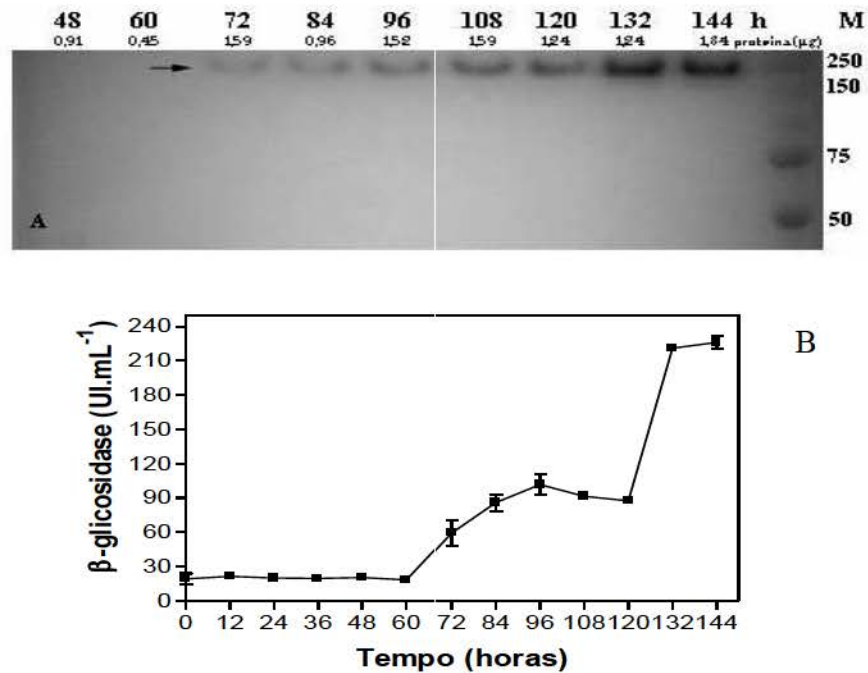 48 60 72 84 96 108 120 132 144 h M
0,91 0,45 1,59 0,96 1,52 1,59 1,24 1,24 1,84 proteína(µg)
250
150
75
50
A
B
β-glicosidase (UI.mL⁻¹)
240
210
180
150
120
90
60
30
0
0 12 24 36 48 60 72 84 96 108 120 132 144
Tempo (horas)